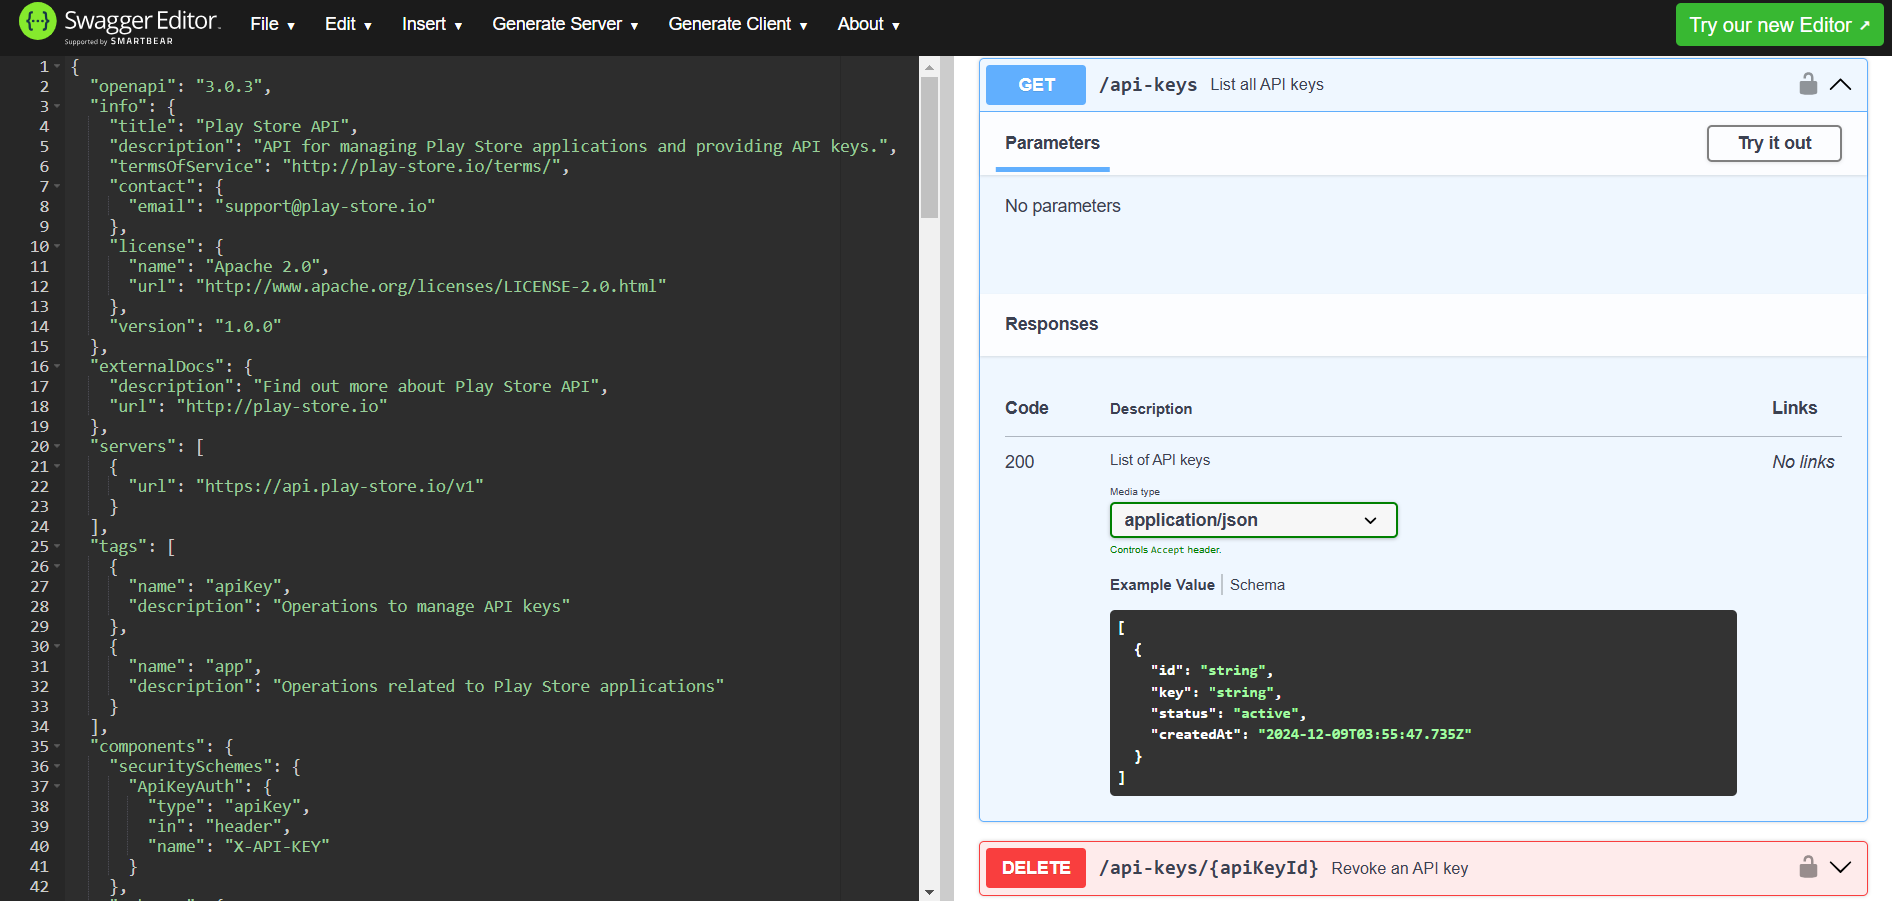 Swagger Editor.
Supported by SMARTBEAR
File ▾ Edit ▾ Insert ▾ Generate Server ▾ Generate Client ▾ About ▾
Try our new Editor ↗
1 {
2 "openapi": "3.0.3",
3 "info": {
4 "title": "Play Store API",
5 "description": "API for managing Play Store applications and providing API keys.",
6 "termsOfService": "http://play-store.io/terms/",
7 "contact": {
8 "email": "support@play-store.io"
9 },
10 "license": {
11 "name": "Apache 2.0",
12 "url": "http://www.apache.org/licenses/LICENSE-2.0.html"
13 },
14 "version": "1.0.0"
15 },
16 "externalDocs": {
17 "description": "Find out more about Play Store API",
18 "url": "http://play-store.io"
19 },
20 "servers": [
21 {
22 "url": "https://api.play-store.io/v1"
23 }
24 ],
25 "tags": [
26 {
27 "name": "apiKey",
28 "description": "Operations to manage API keys"
29 },
30 {
31 "name": "app",
32 "description": "Operations related to Play Store applications"
33 }
34 ],
35 "components": {
36 "securitySchemes": {
37 "ApiKeyAuth": {
38 "type": "apiKey",
39 "in": "header",
40 "name": "X-API-KEY"
41 }
42 },
GET /api-keys List all API keys
Parameters
Try it out
No parameters
Responses
Code Description Links
200 List of API keys No links
Media type
application/json
Controls Accept header.
Example Value | Schema
[
{
"id": "string",
"key": "string",
"status": "active",
"createdAt": "2024-12-09T03:55:47.735Z"
}
]
DELETE /api-keys/{apiKeyId} Revoke an API key